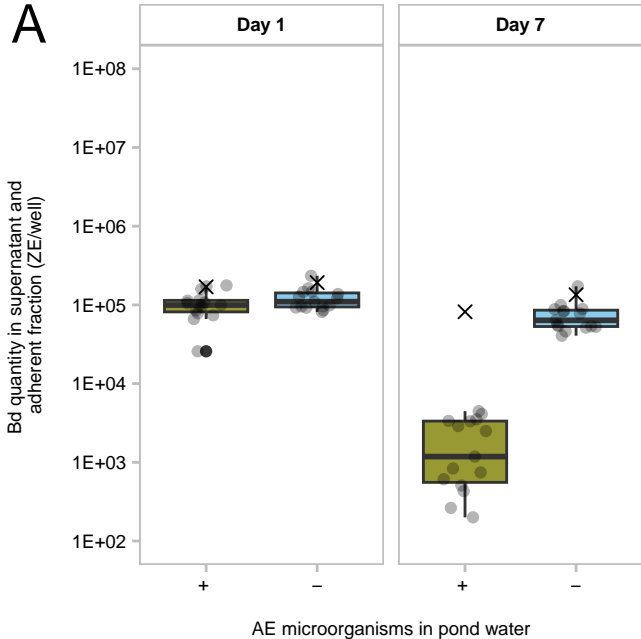 A
Day 1
Day 7
Bd quantity in supernatant and
adherent fraction (ZE/well)
1E+08
1E+07
1E+06
1E+05
1E+04
1E+03
1E+02
+
−
+
−
AE microorganisms in pond water